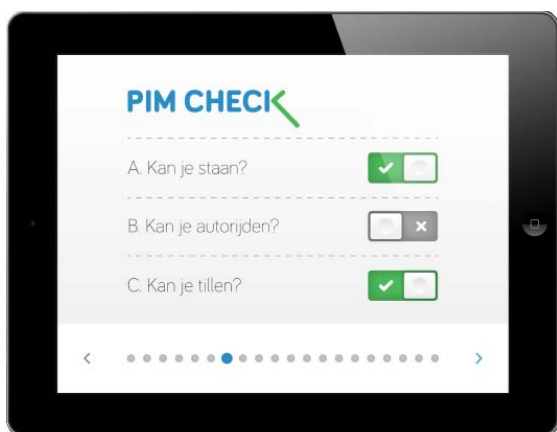 PIM CHECK
A. Kan je staan?
B. Kan je autorijden?
C. Kan je tillen?